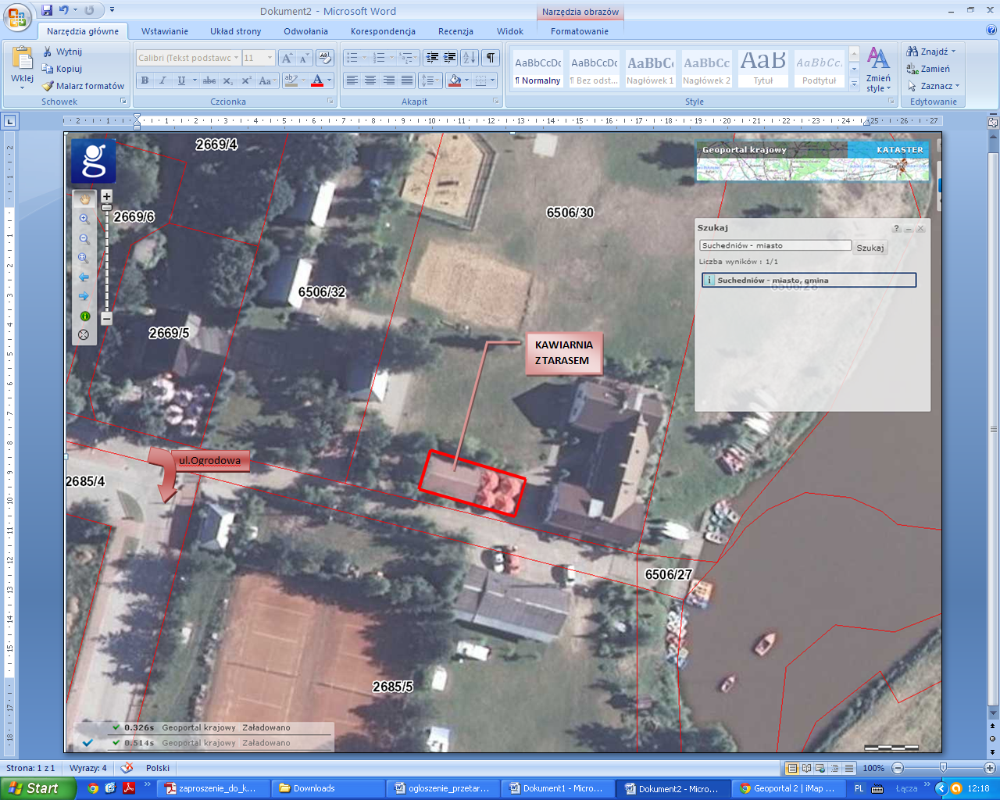 Dokument2 - Microsoft Word
Narzędzia obrazów
Narzędzia główne
Wstawianie
Układ strony
Odwołania
Korespondencja
Recenzja
Widok
Formatowanie
Wklej
Wytnij
Kopiuj
Malarz formatów
Schowek
Calibri (Tekst podstawc
11
Czcionka
Akapit
AaBbCcDc
¶ Normalny
AaBbCcDc
¶ Bez odst...
AaBbCc
Nagłówek 1
AaBbCc
Nagłówek 2
AaB
Tytuł
AaBbCc.
Podtytuł
Zmień
style
Style
Znajdź
Zamień
Zaznacz
Edytowanie
2669/4
Geoportal krajowy
KATASTER
2669/6
6506/30
Szukaj
Suchedniów - miasto
Szukaj
Liczba wyników : 1/1
Suchedniów - miasto, gmina
6506/32
2669/5
KAWIARNIA
Z TARASEM
ul.Ogrodowa
2685/4
6506/27
2685/5
0.326s Geoportal krajowy Załadowano
0.514s Geoportal krajowy Załadowano
Strona: 1 z 1
Wyrazy: 4
Polski
100%
Start
zaproszenie_do_k...
Downloads
ogloszenie_przetar...
Dokument1 - Micro...
Dokument2 - Micro...
Geoportal 2 | iMap ...
PL
Łącza
12:18